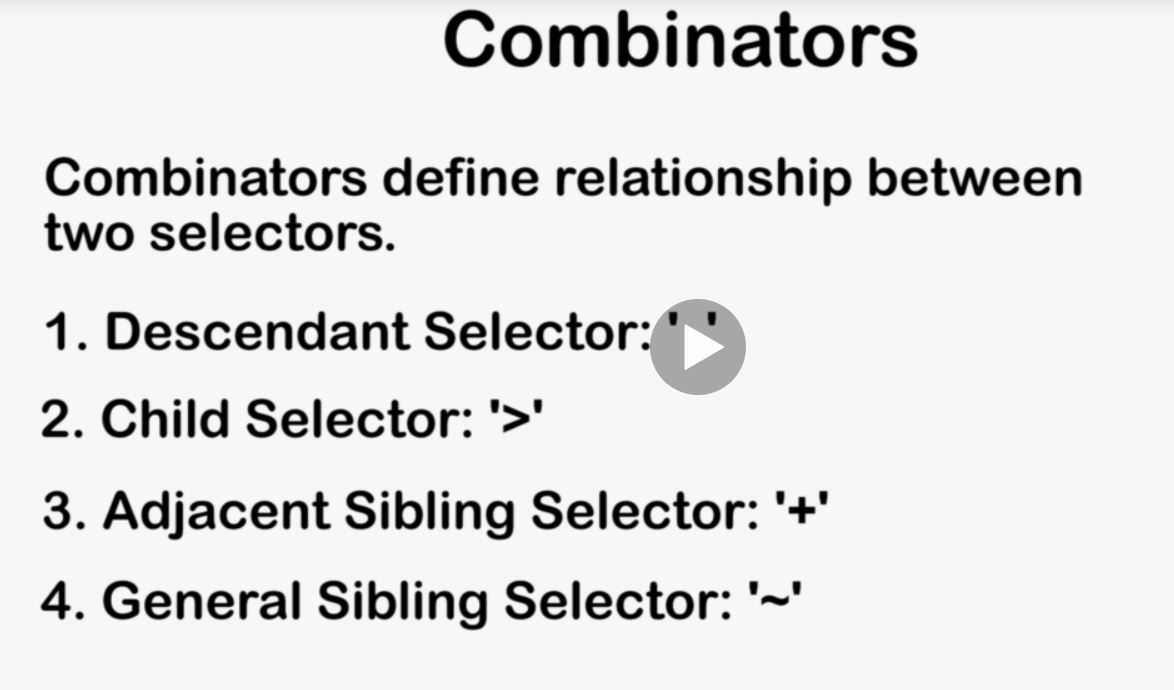 Combinators
Combinators define relationship between
two selectors.
1. Descendant Selector: ' '
2. Child Selector: '>'
3. Adjacent Sibling Selector: '+'
4. General Sibling Selector: '~'